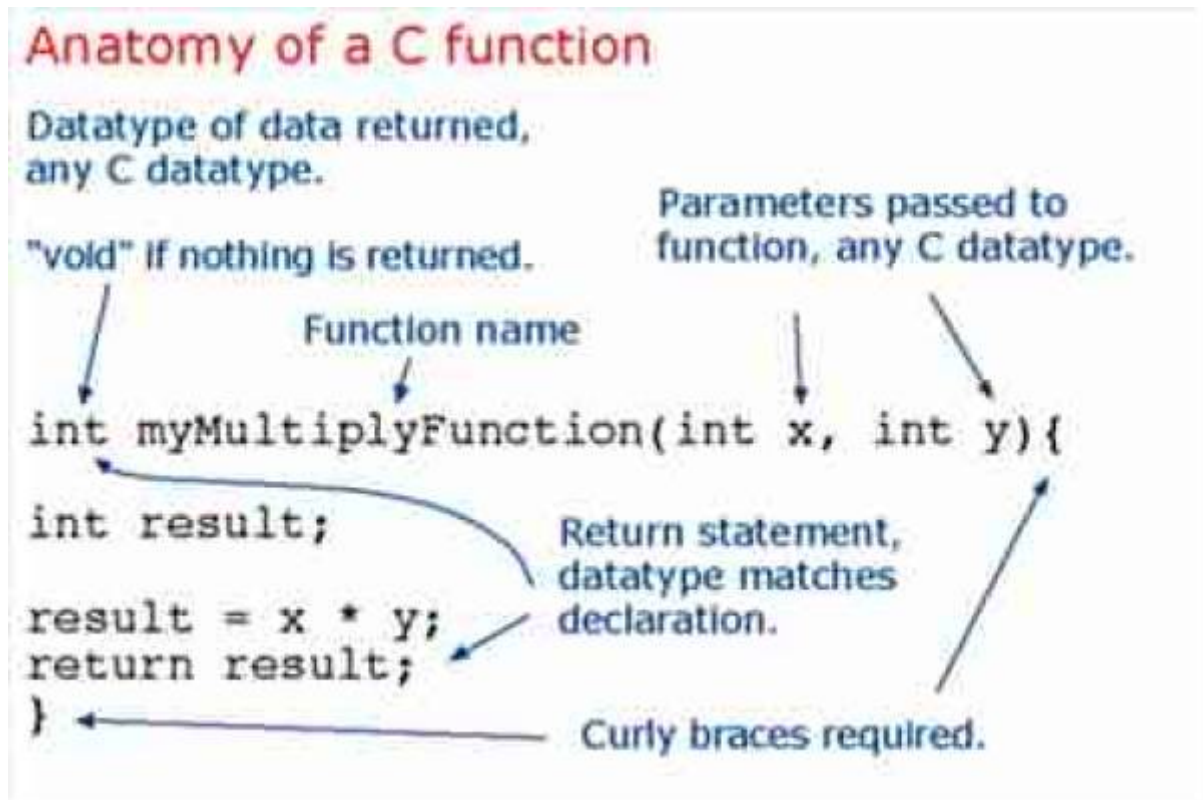 Anatomy of a C function
Datatype of data returned,
any C datatype.
"void" if nothing is returned.
Parameters passed to
function, any C datatype.
Function name
int myMultiplyFunction(int x, int y){
int result;
Return statement,
datatype matches
declaration.
result = x * y;
return result;
}
Curly braces required.